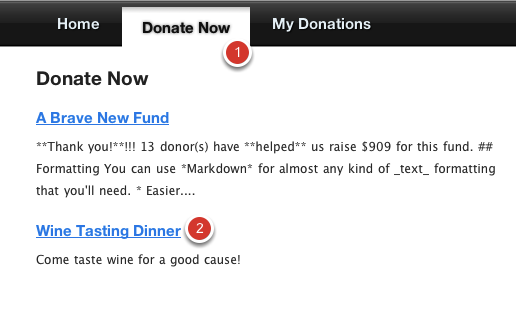 Home Donate Now My Donations
1
Donate Now
A Brave New Fund
**Thank you!**!!! 13 donor(s) have **helped** us raise $909 for this fund. ##
Formatting You can use *Markdown* for almost any kind of _text_ formatting
that you'll need. * Easier....
Wine Tasting Dinner 2
Come taste wine for a good cause!